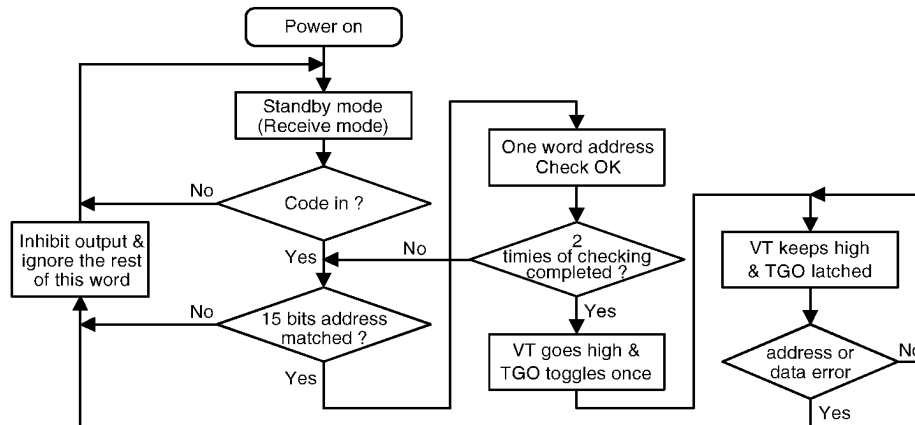 Power on
Standby mode
(Receive mode)
Code in ?
No
Yes
Inhibit output &
ignore the rest
of this word
15 bits address
matched ?
No
Yes
One word address
Check OK
2
timies of checking
completed ?
No
Yes
VT goes high &
TGO toggles once
VT keeps high
& TGO latched
address or
data error
No
Yes